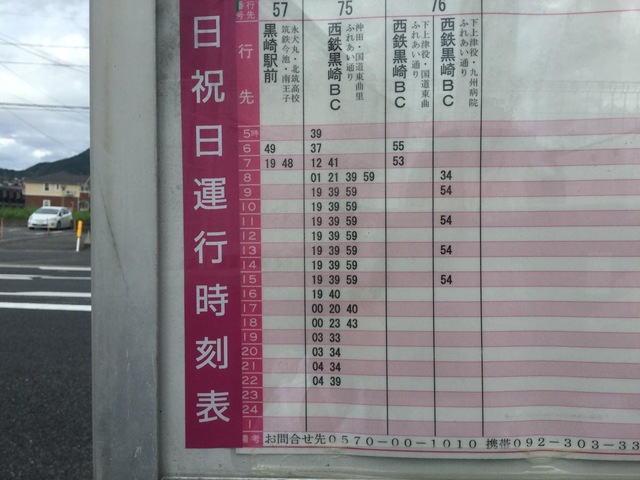 日祝日運行時刻表
行先 57 75 76
番号
行先
黒崎駅前
永犬丸・北筑高校
筑鉄今池・南王子
西鉄黒崎BC
沖田・国道東曲里
ふれあい通り
西鉄黒崎BC
下上津役・国道東曲
ふれあい通り
西鉄黒崎BC
下上津役・九州病院
ふれあい通り
5時 39
6 49 37 55
7 19 48 12 41 53
8 01 21 39 59 34
9 19 39 59 54
10 19 39 59
11 19 39 59 54
12 19 39 59
13 19 39 59 54
14 19 39 59
15 19 39 59 54
16 19 40
17 00 20 40
18 00 23 43
19 03 33
20 03 34
21 04 34
22 04 39
23
24
1
備考 お問合せ先0570-00-1010 携帯092-303-33